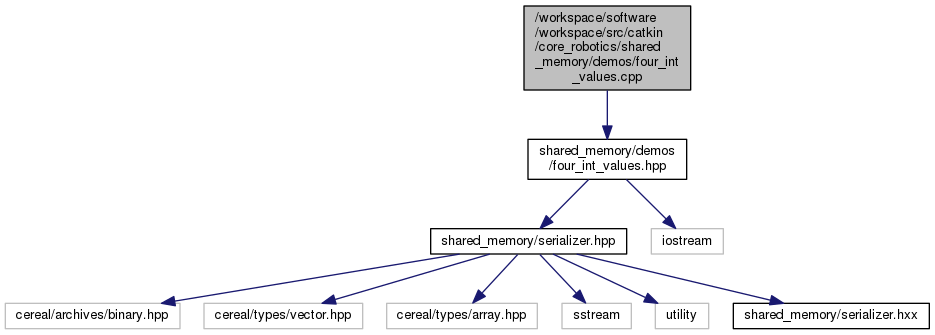 /workspace/software
/workspace/src/catkin
/core_robotics/shared
_memory/demos/four_int
_values.cpp
shared_memory/demos
/four_int_values.hpp
shared_memory/serializer.hpp
iostream
cereal/archives/binary.hpp
cereal/types/vector.hpp
cereal/types/array.hpp
sstream
utility
shared_memory/serializer.hxx